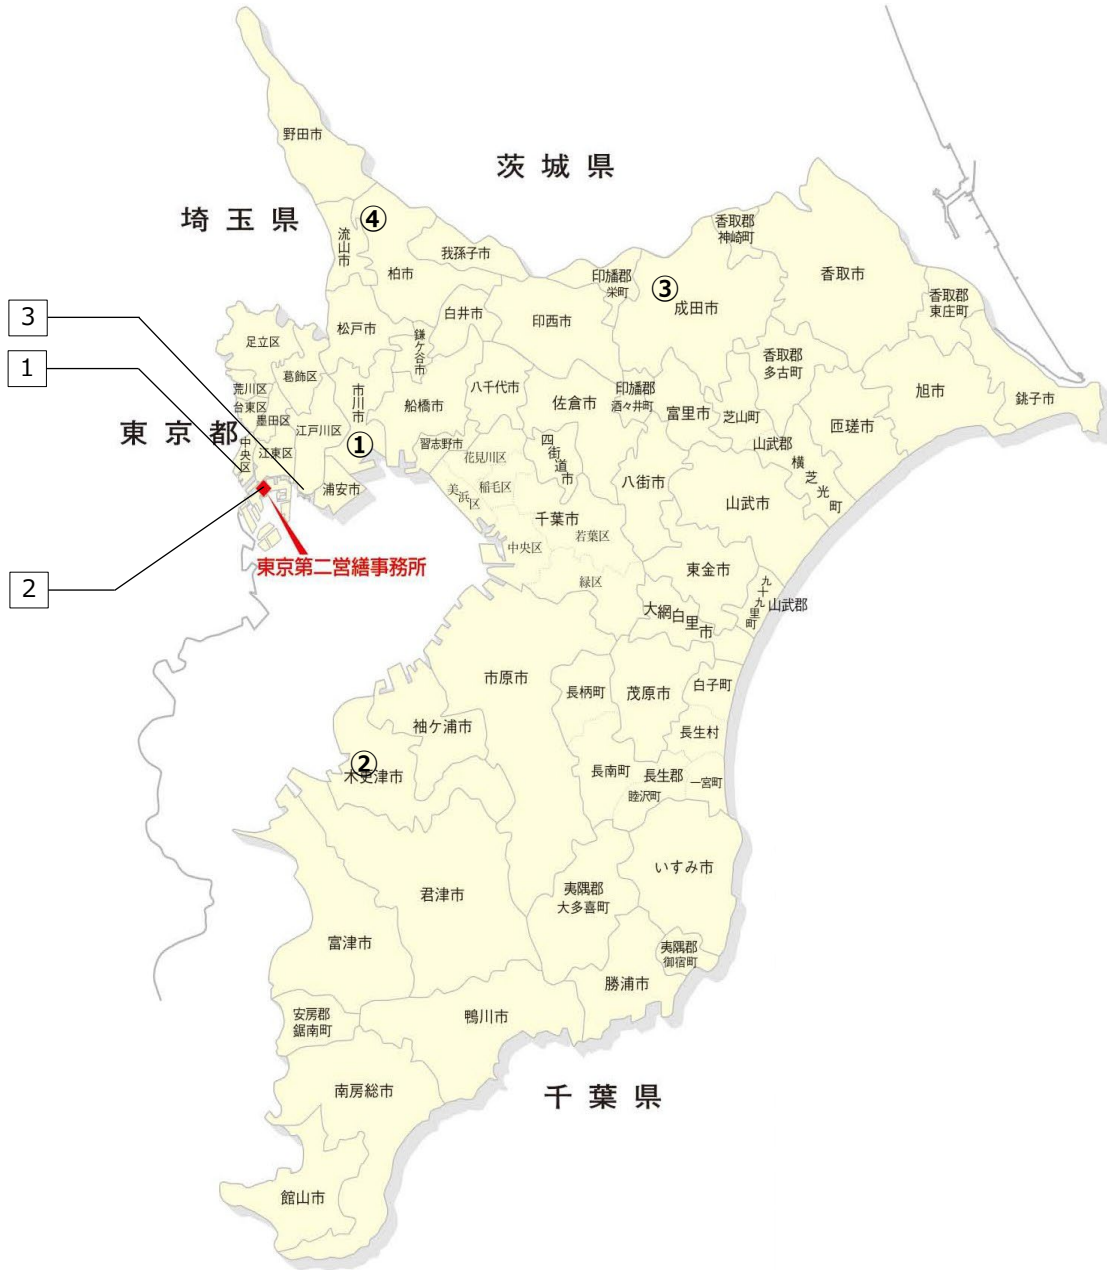 茨城県
埼玉県
東京都
千葉県
野田市
流山市
④
柏市
我孫子市
香取郡
神崎町
香取市
印旛郡
栄町
③
成田市
香取郡
東庄町
3
1
2
足立区
松戸市
白井市
鎌ケ谷市
印西市
葛飾区
荒川区
台東区
墨田区
中央区
江東区
江戸川区
市川市
①
船橋市
八千代市
佐倉市
印旛郡
酒々井町
富里市
香取郡
多古町
芝山町
山武郡
横芝光町
匝瑳市
旭市
銚子市
浦安市
習志野市
花見川区
美浜区
稲毛区
四街道市
八街市
山武市
千葉市
中央区
若葉区
緑区
東京第二営繕事務所
東金市
大網白里市
九十九里町
山武郡
市原市
長柄町
茂原市
白子町
長生村
袖ケ浦市
②
木更津市
長南町
長生郡
睦沢町
一宮町
いすみ市
君津市
夷隅郡
大多喜町
富津市
夷隅郡
御宿町
勝浦市
安房郡
鋸南町
鴨川市
南房総市
館山市